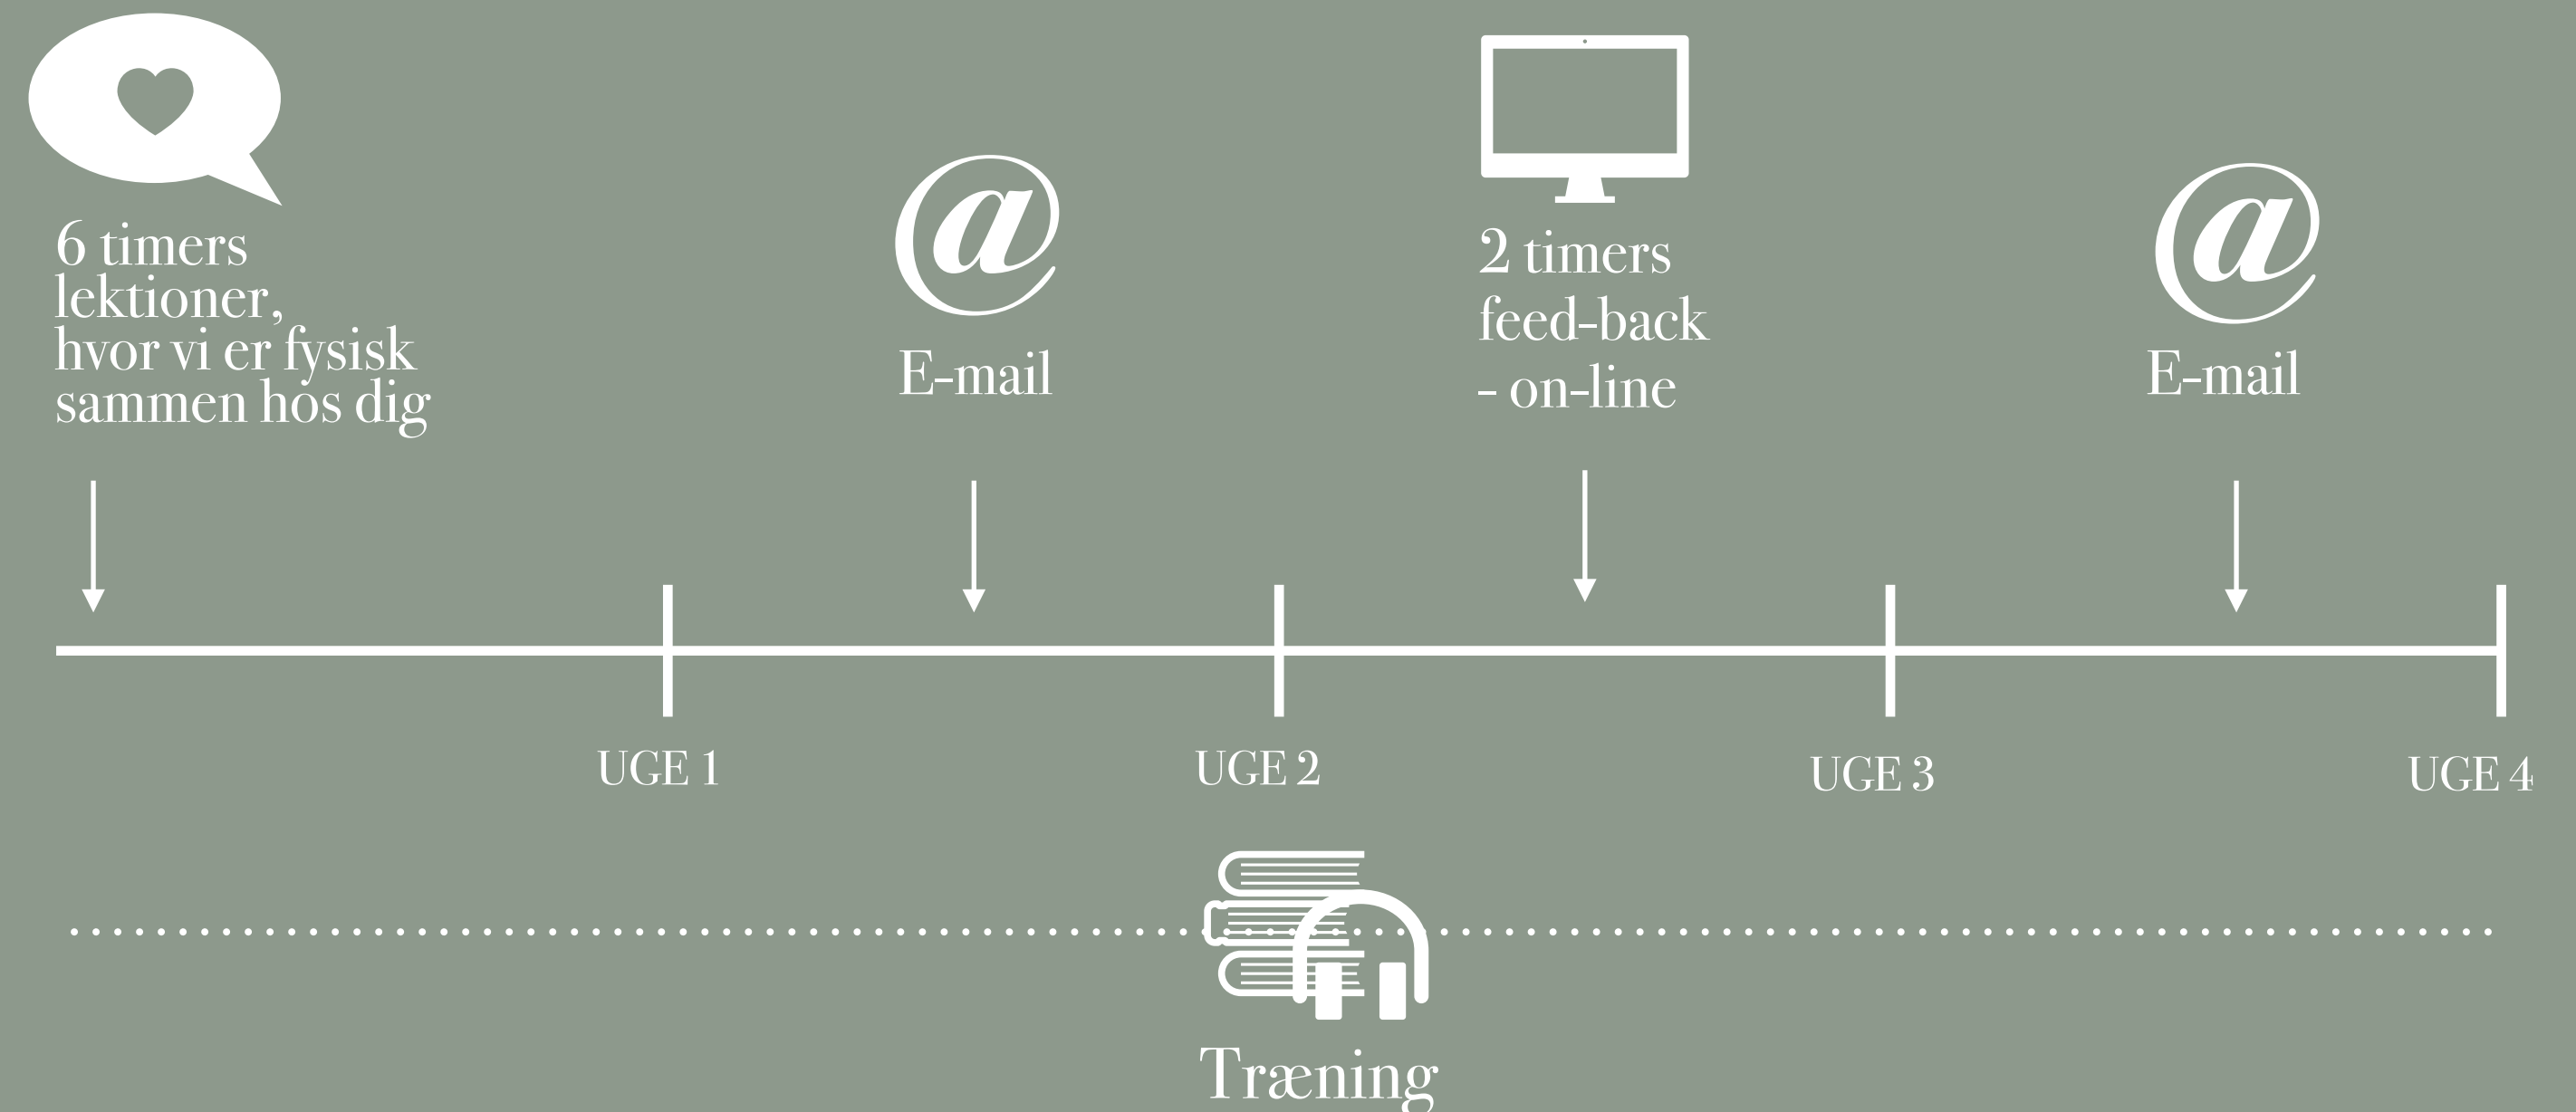 6 timers
lektioner,
hvor vi er fysisk
sammen hos dig
@
E-mail
2 timers
feed-back
- on-line
@
E-mail
UGE 1
UGE 2
UGE 3
UGE 4
Træning